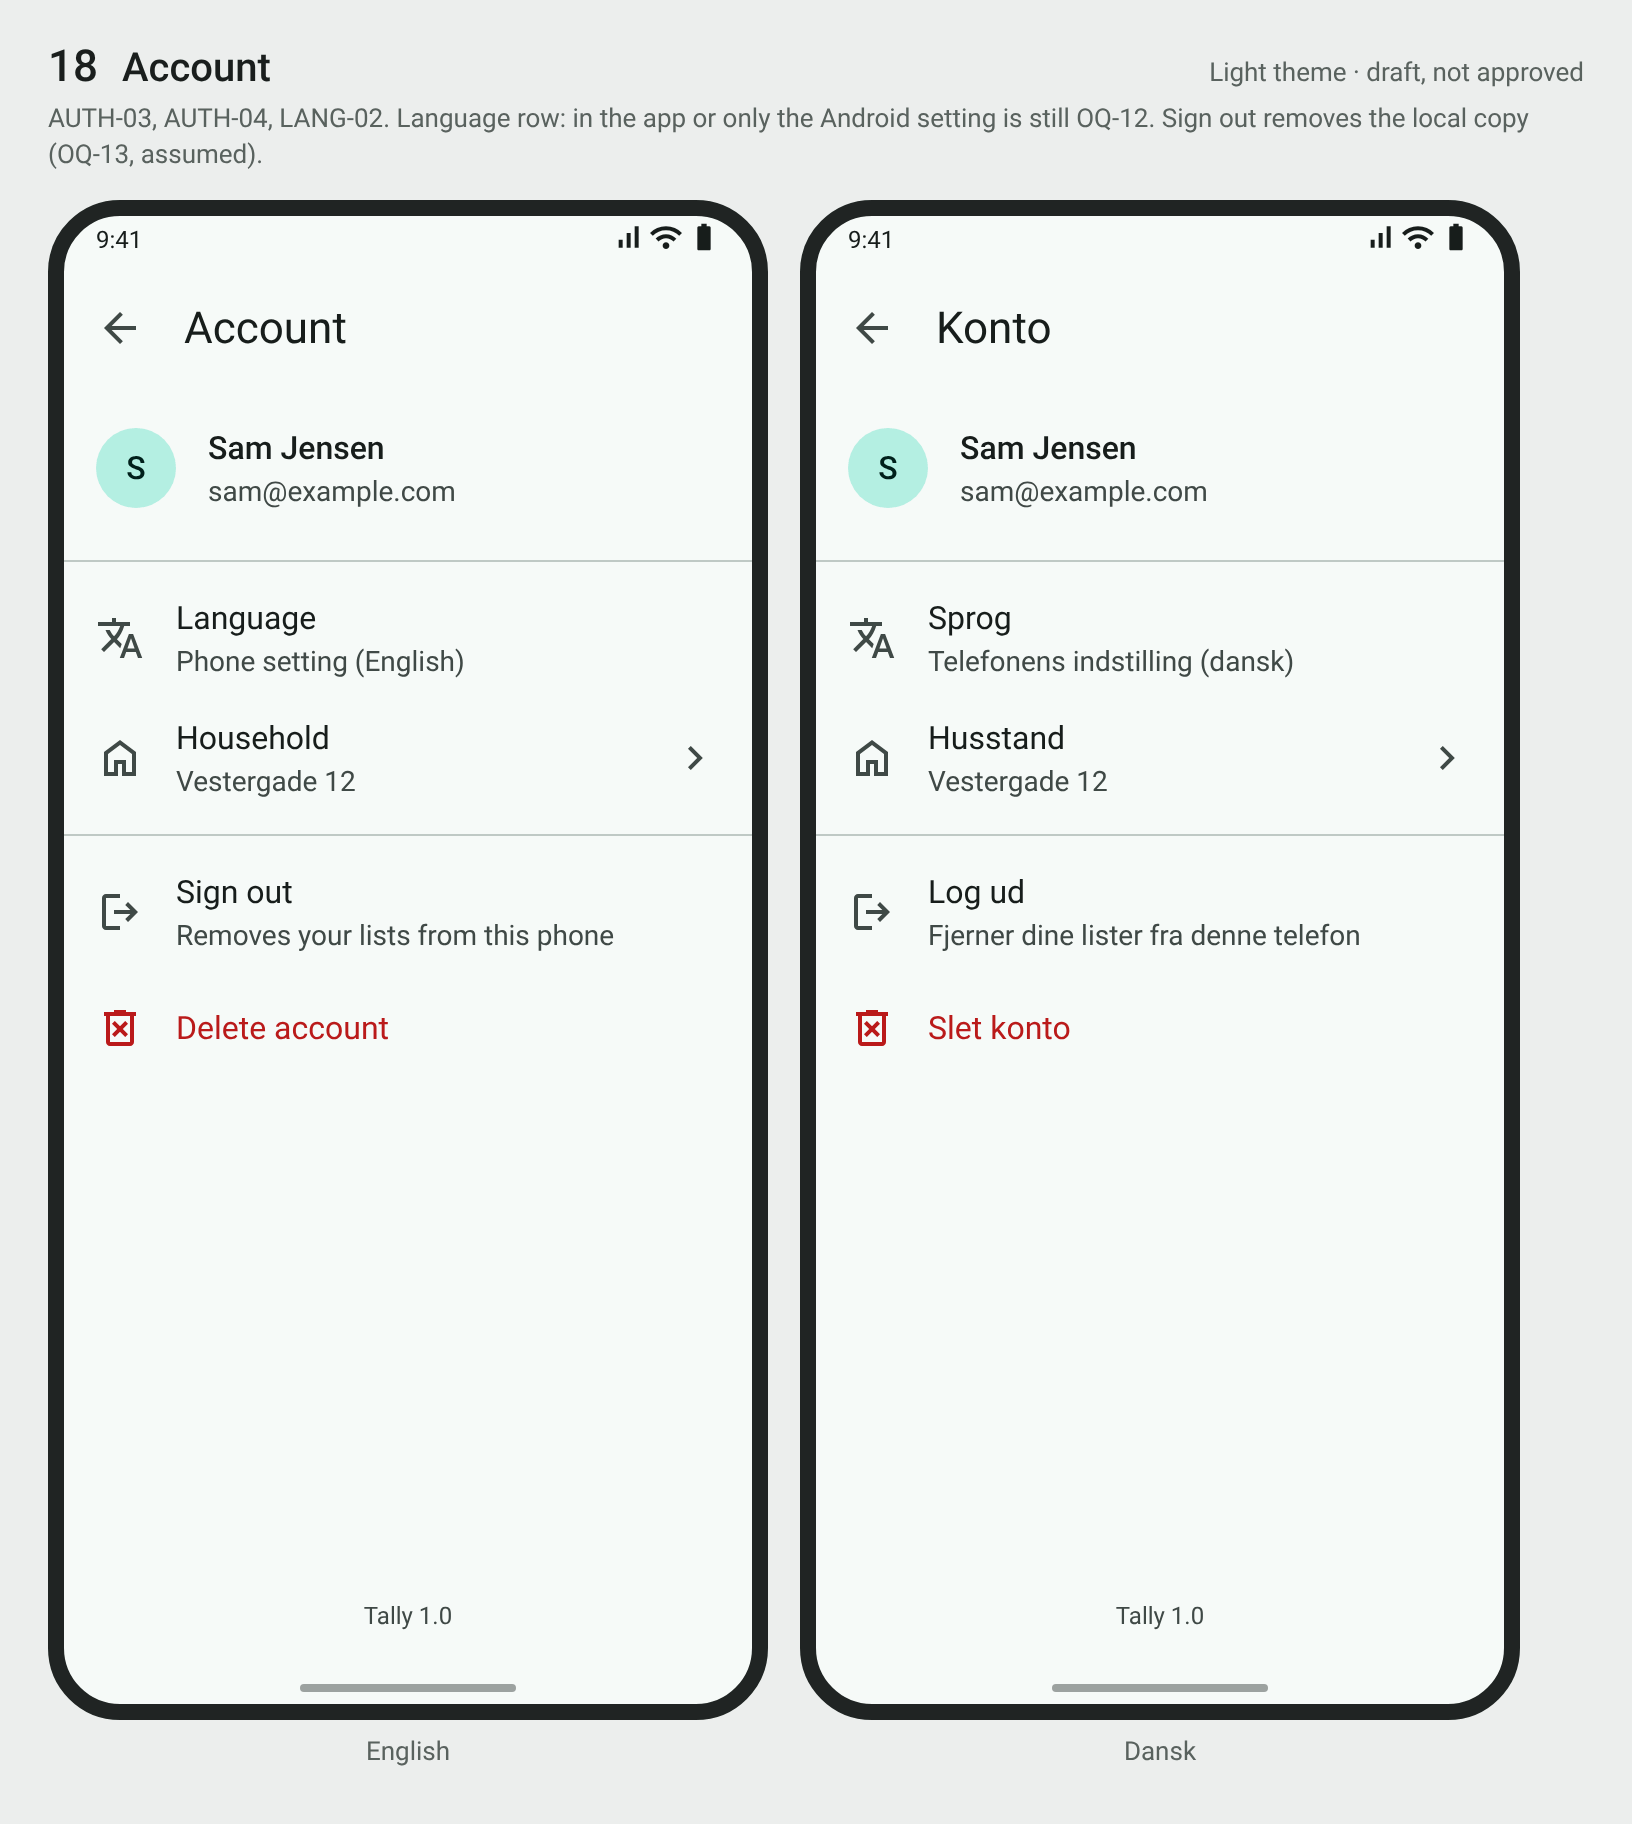 18 Account
Light theme · draft, not approved
AUTH-03, AUTH-04, LANG-02. Language row: in the app or only the Android setting is still OQ-12. Sign out removes the local copy
(OQ-13, assumed).
9:41
Account
S
Sam Jensen
sam@example.com
Language
Phone setting (English)
Household
Vestergade 12
Sign out
Removes your lists from this phone
Delete account
Tally 1.0
English
9:41
Konto
S
Sam Jensen
sam@example.com
Sprog
Telefonens indstilling (dansk)
Husstand
Vestergade 12
Log ud
Fjerner dine lister fra denne telefon
Slet konto
Tally 1.0
Dansk